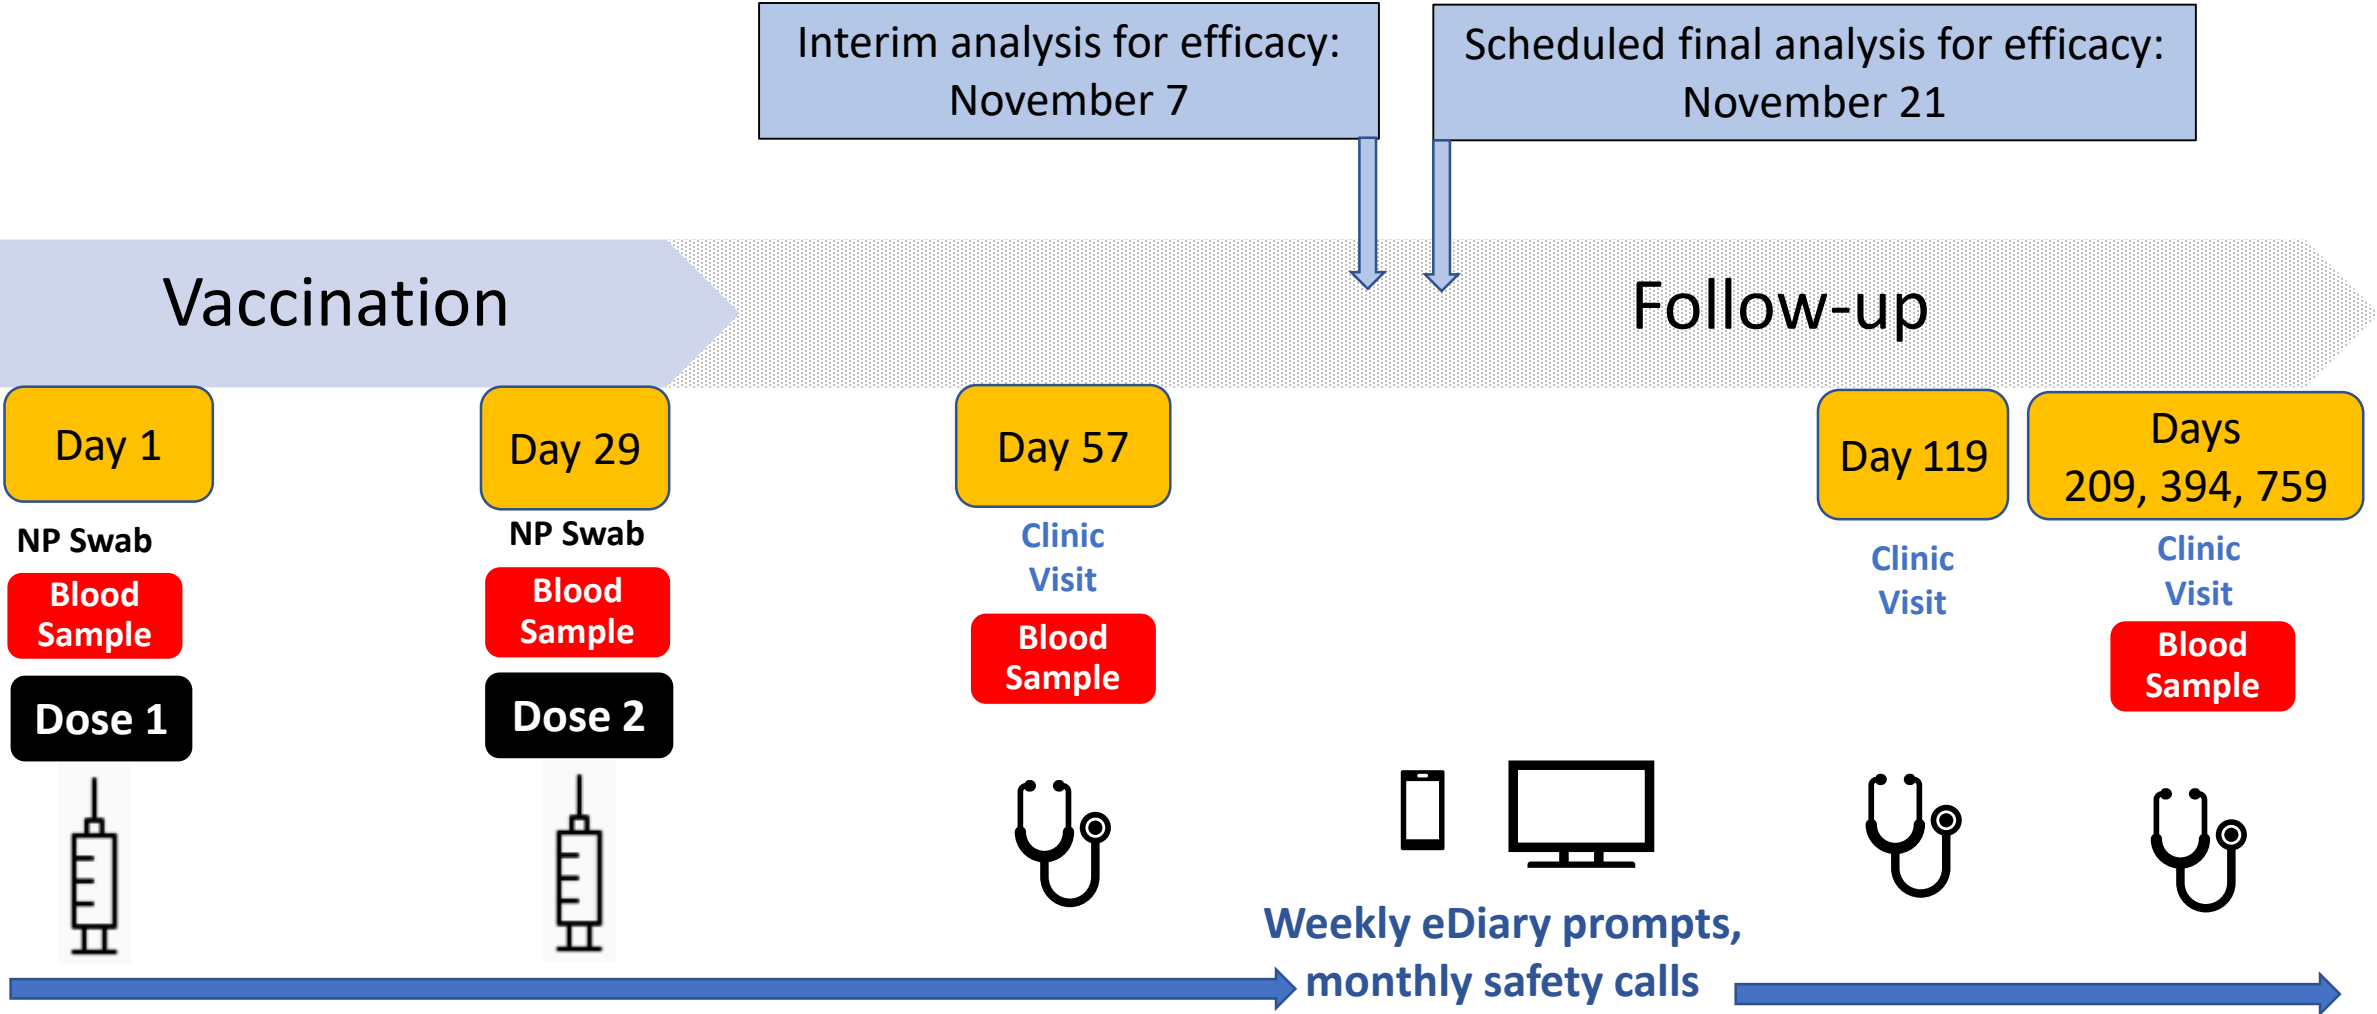 Interim analysis for efficacy:
November 7
Scheduled final analysis for efficacy:
November 21
Vaccination
Follow-up
Day 1
NP Swab
Blood
Sample
Dose 1
Day 29
NP Swab
Blood
Sample
Dose 2
Day 57
Clinic
Visit
Blood
Sample
Weekly eDiary prompts,
monthly safety calls
Day 119
Clinic
Visit
Days
209, 394, 759
Clinic
Visit
Blood
Sample